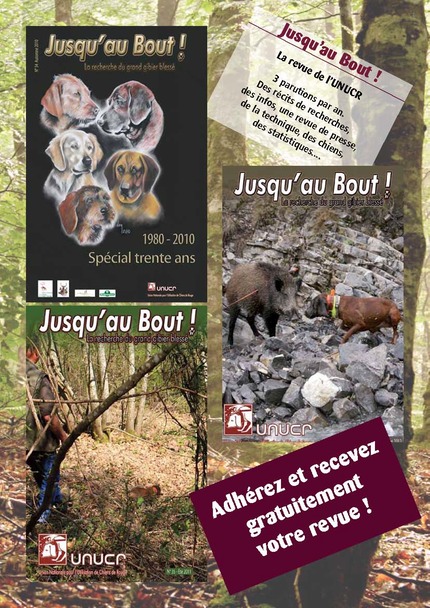 Jusqu'au Bout !
La recherche du grand gibier blessé
1980 - 2010
Spécial trente ans
UNUCR
Jusqu'au Bout !
La revue de l'UNUCR
3 parutions par an.
Des récits de recherches,
des infos, une revue de presse,
de la technique, des chiens,
des statistiques....
Jusqu'au Bout !
La recherche du grand gibier blessé
UNUCR
Jusqu'au Bout !
La recherche du grand gibier blessé
UNUCR
Adhérez et recevez
gratuitement
votre revue !